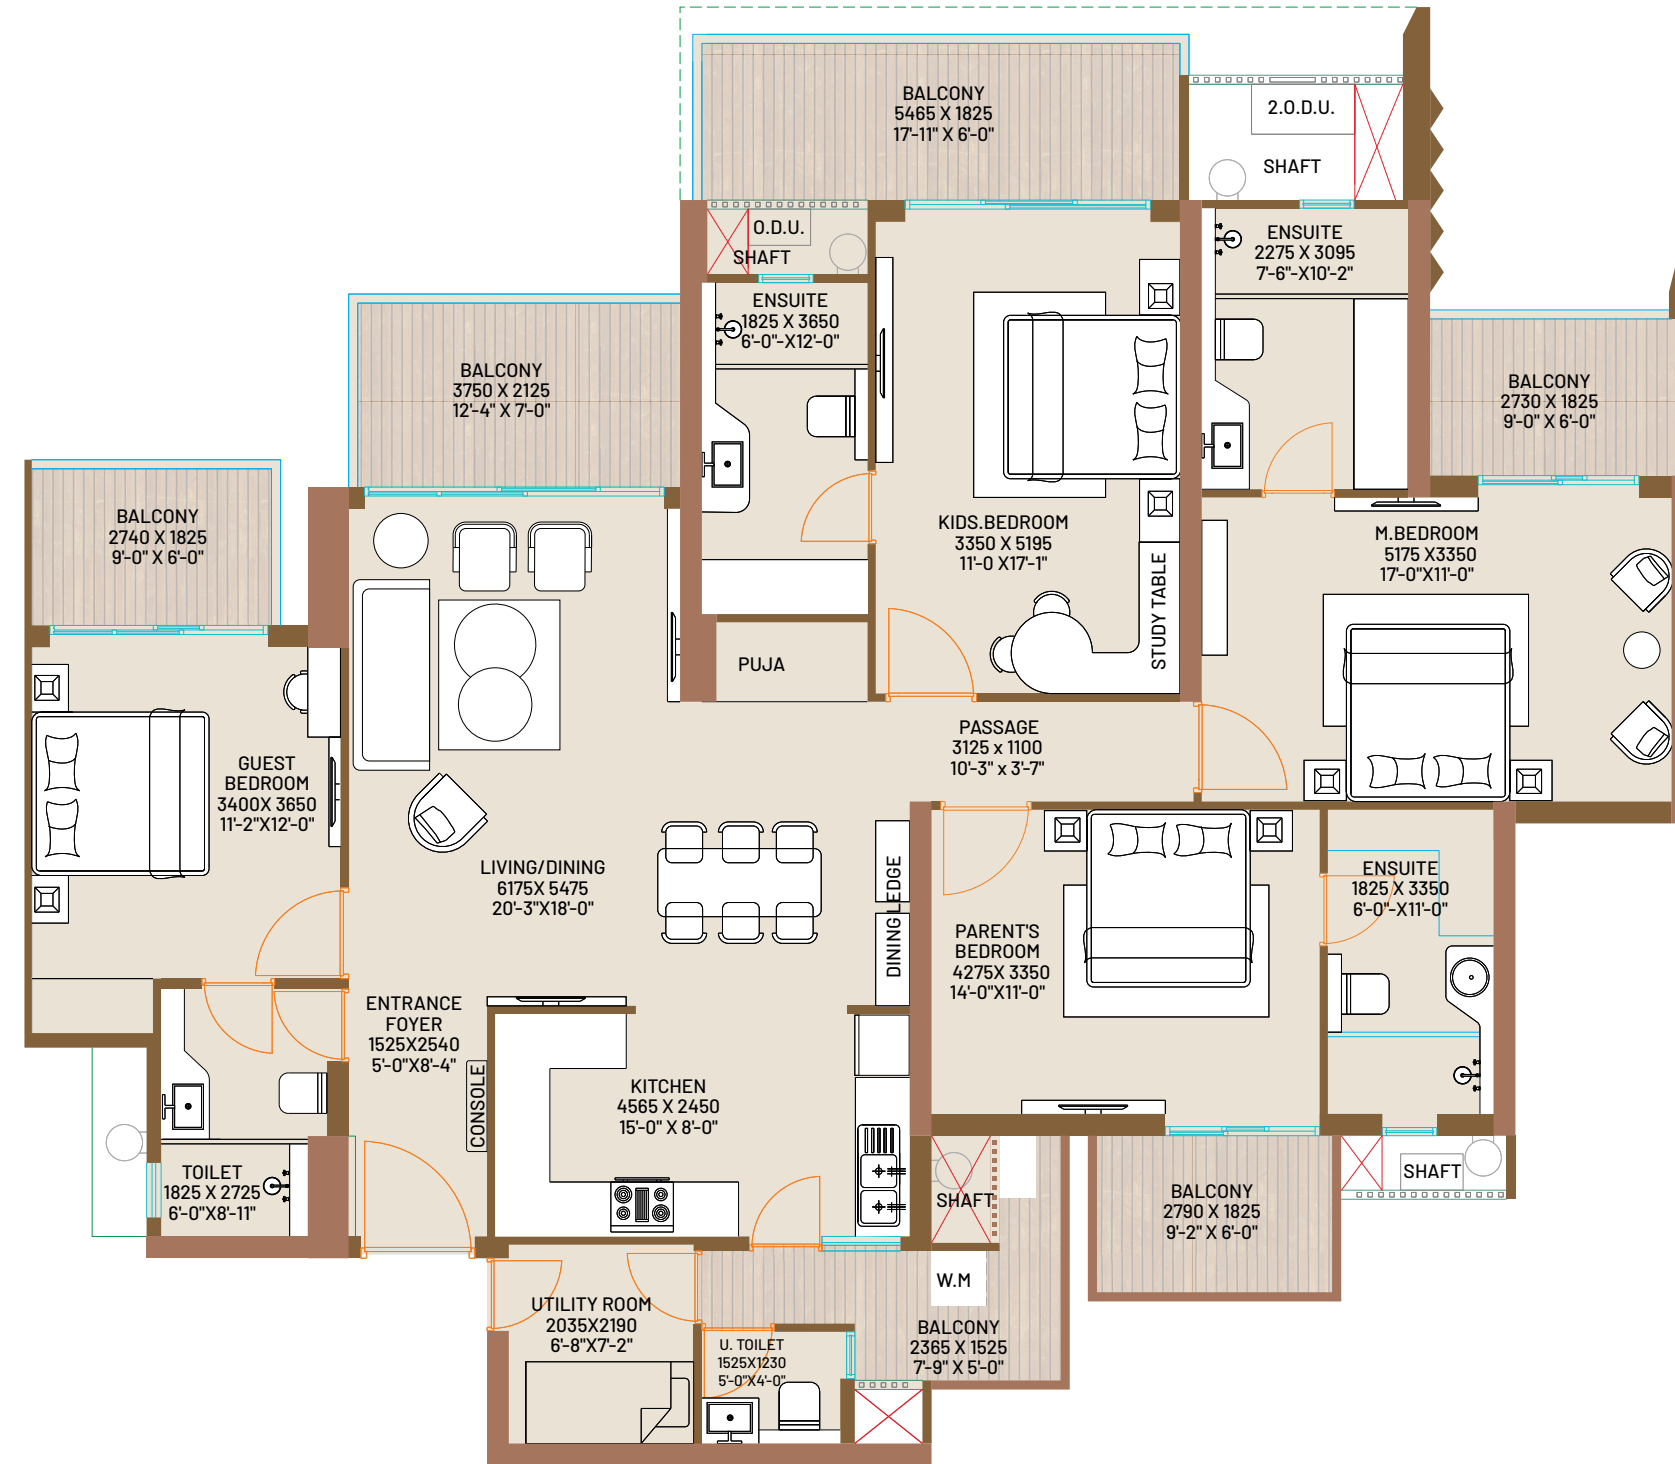 BALCONY
5465 X 1825
17'-11" X 6'-0"
2.O.D.U.
SHAFT
O.D.U.
SHAFT
ENSUITE
2275 X 3095
7'-6"-X10'-2"
ENSUITE
1825 X 3650
6'-0"-X12'-0"
BALCONY
3750 X 2125
12'-4" X 7'-0"
BALCONY
2730 X 1825
9'-0" X 6'-0"
BALCONY
2740 X 1825
9'-0" X 6'-0"
KIDS.BEDROOM
3350 X 5195
11'-0 X17'-1"
M.BEDROOM
5175 X3350
17'-0"X11'-0"
STUDY TABLE
PUJA
PASSAGE
3125 x 1100
10'-3" x 3'-7"
GUEST
BEDROOM
3400X 3650
11'-2"X12'-0"
LIVING/DINING
6175X 5475
20'-3"X18'-0"
DINING LEDGE
ENSUITE
1825 X 3350
6'-0"-X11'-0"
PARENT'S
BEDROOM
4275X 3350
14'-0"X11'-0"
ENTRANCE
FOYER
1525X2540
5'-0"X8'-4"
CONSOLE
KITCHEN
4565 X 2450
15'-0" X 8'-0"
TOILET
1825 X 2725
6'-0"X8'-11"
SHAFT
SHAFT
BALCONY
2790 X 1825
9'-2" X 6'-0"
W.M
UTILITY ROOM
2035X2190
6'-8"X7'-2"
U. TOILET
1525X1230
5'-0"X4'-0"
BALCONY
2365 X 1525
7'-9" X 5'-0"